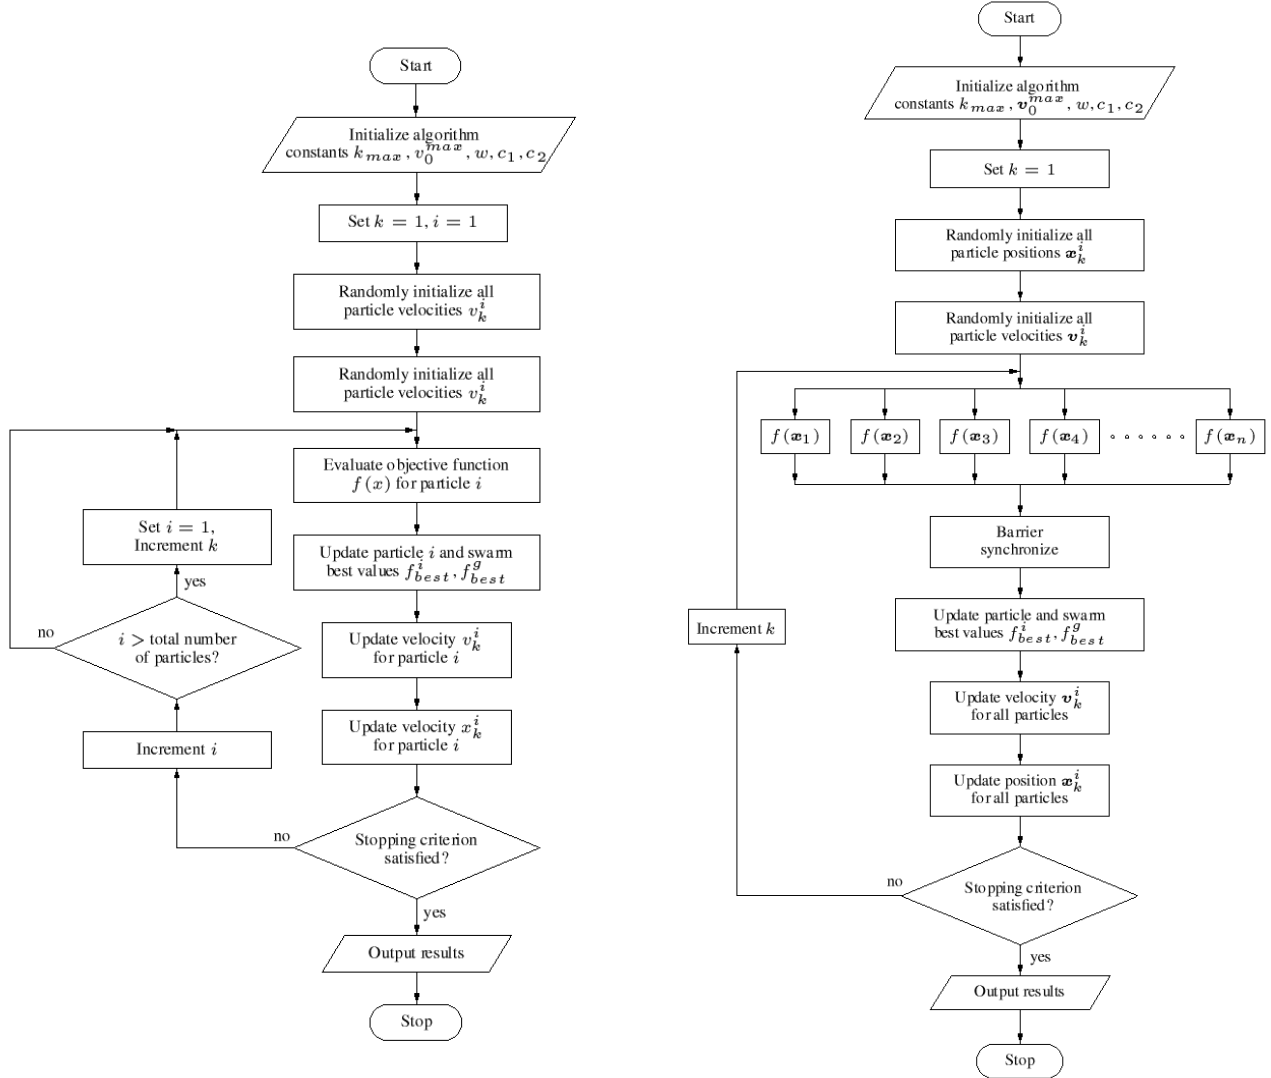 Start
Initialize algorithm
constants k_max, v_0^max, w, c_1, c_2
Set k = 1, i = 1
Randomly initialize all
particle velocities v_k^i
Randomly initialize all
particle velocities v_k^i
Evaluate objective function
f(x) for particle i
Update particle i and swarm
best values f_best^i, f_best^g
Update velocity v_k^i
for particle i
Update velocity x_k^i
for particle i
Stopping criterion
satisfied?
no
Increment i
i > total number
of particles?
no
yes
Set i = 1,
Increment k
yes
Output results
Stop
Start
Initialize algorithm
constants k_max, v_0^max, w, c_1, c_2
Set k = 1
Randomly initialize all
particle positions x_k^i
Randomly initialize all
particle velocities v_k^i
f(x_1) f(x_2) f(x_3) f(x_4) ∘ ∘ ∘ ∘ ∘ ∘ f(x_n)
Barrier
synchronize
Update particle and swarm
best values f_best^i, f_best^g
Update velocity v_k^i
for all particles
Update position x_k^i
for all particles
Stopping criterion
satisfied?
no
Increment k
yes
Output results
Stop